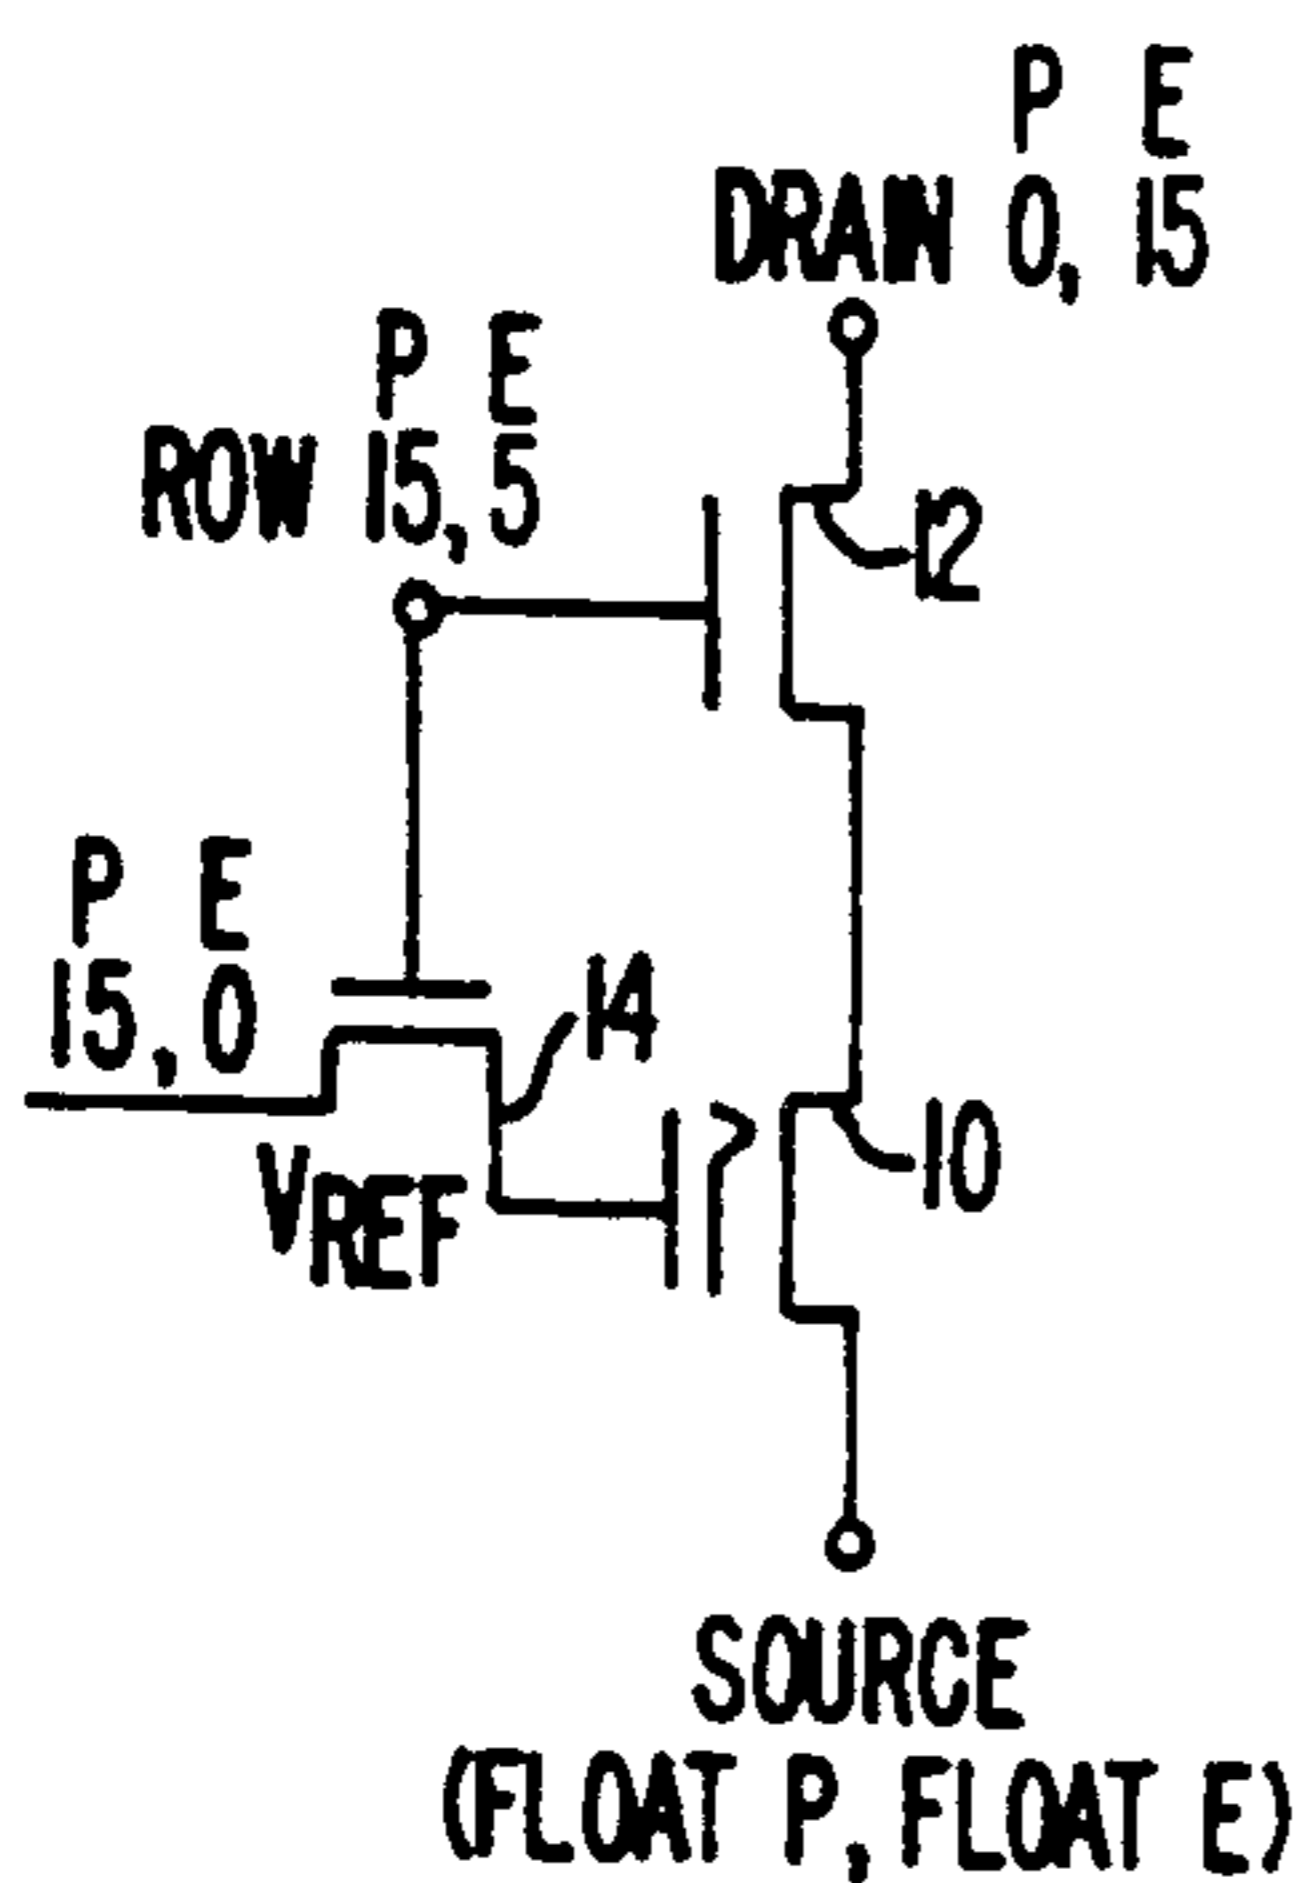 P E
DRAIN 0, 15
P E
ROW 15, 5
12
P E
15, 0
14
VREF
10
SOURCE
(FLOAT P, FLOAT E)